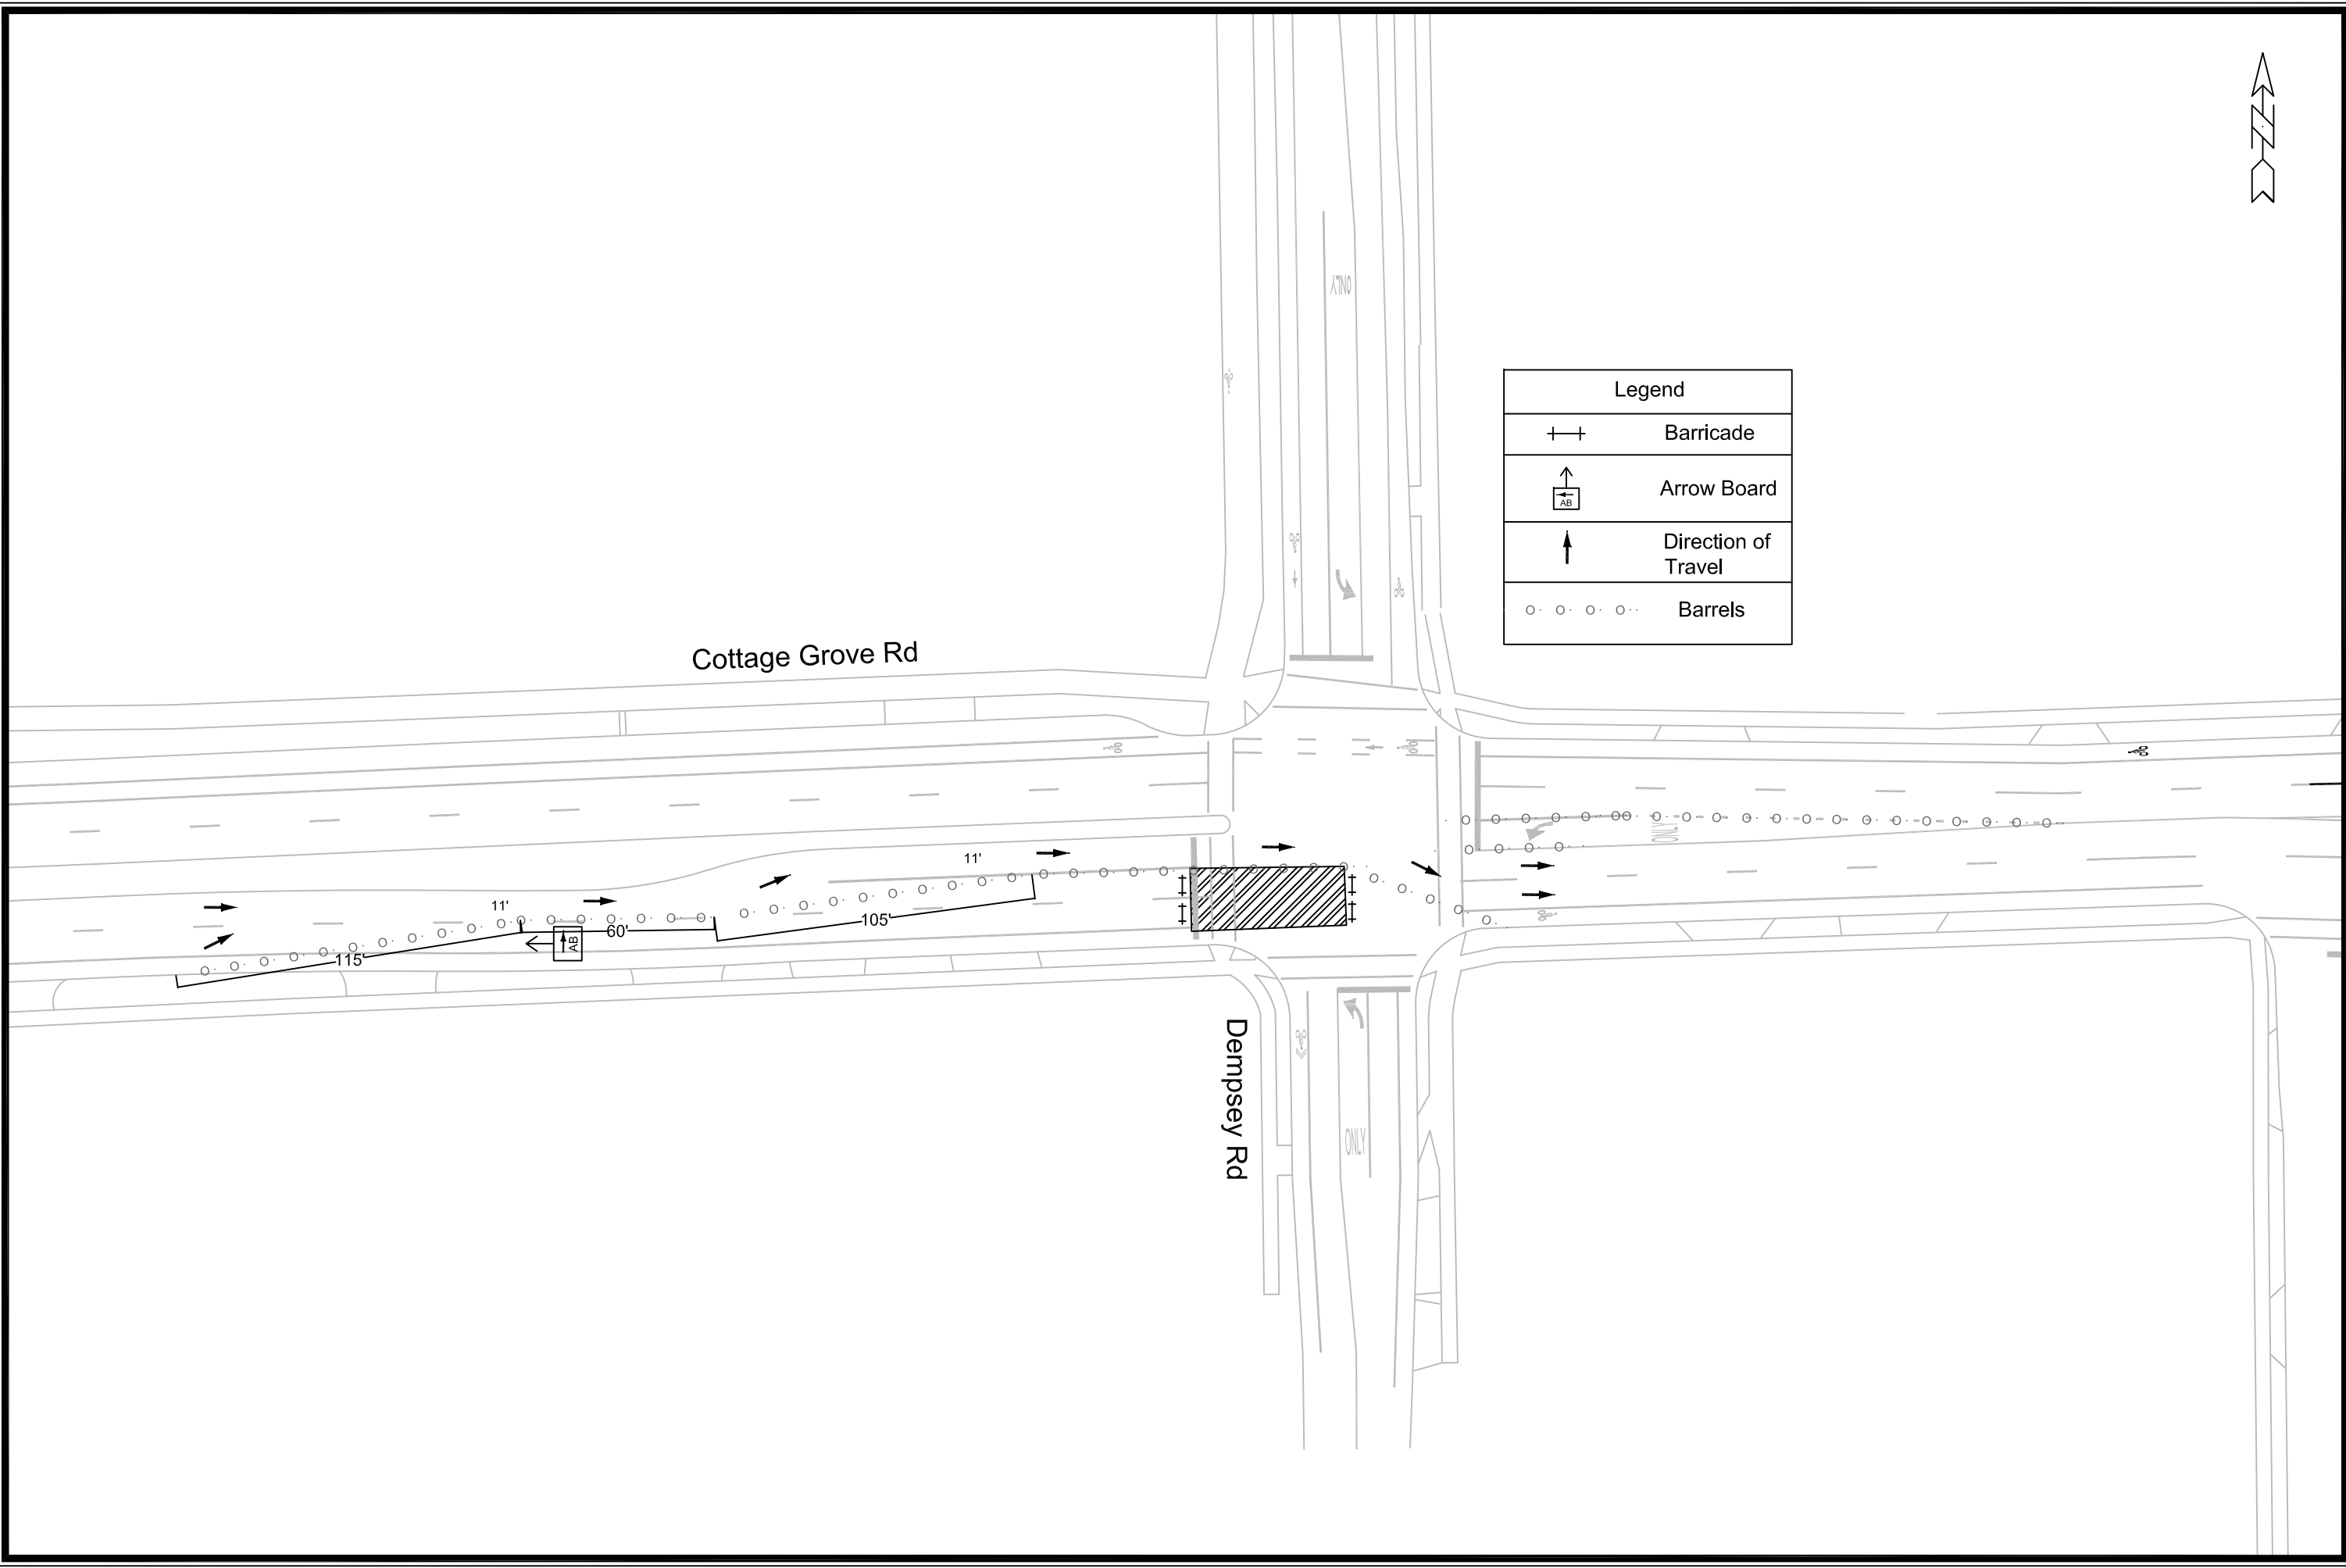 N
ONLY
Legend
Barricade
AB
Arrow Board
Direction of
Travel
Barrels
Cottage Grove Rd
ONLY
11'
11'
105'
60'
AB
115'
Dempsey Rd
ONLY